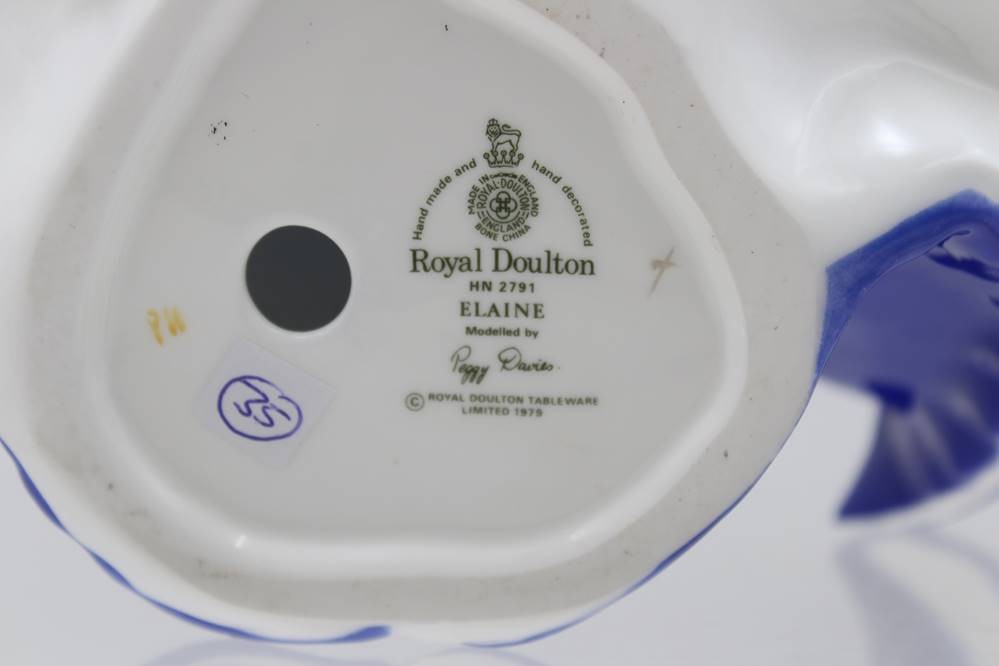 Hand made and hand decorated
MADE IN ENGLAND
ROYAL·DOULTON
ENGLAND
BONE CHINA
Royal Doulton
HN 2791
ELAINE
Modelled by
Peggy Davies.
© ROYAL DOULTON TABLEWARE
LIMITED 1979